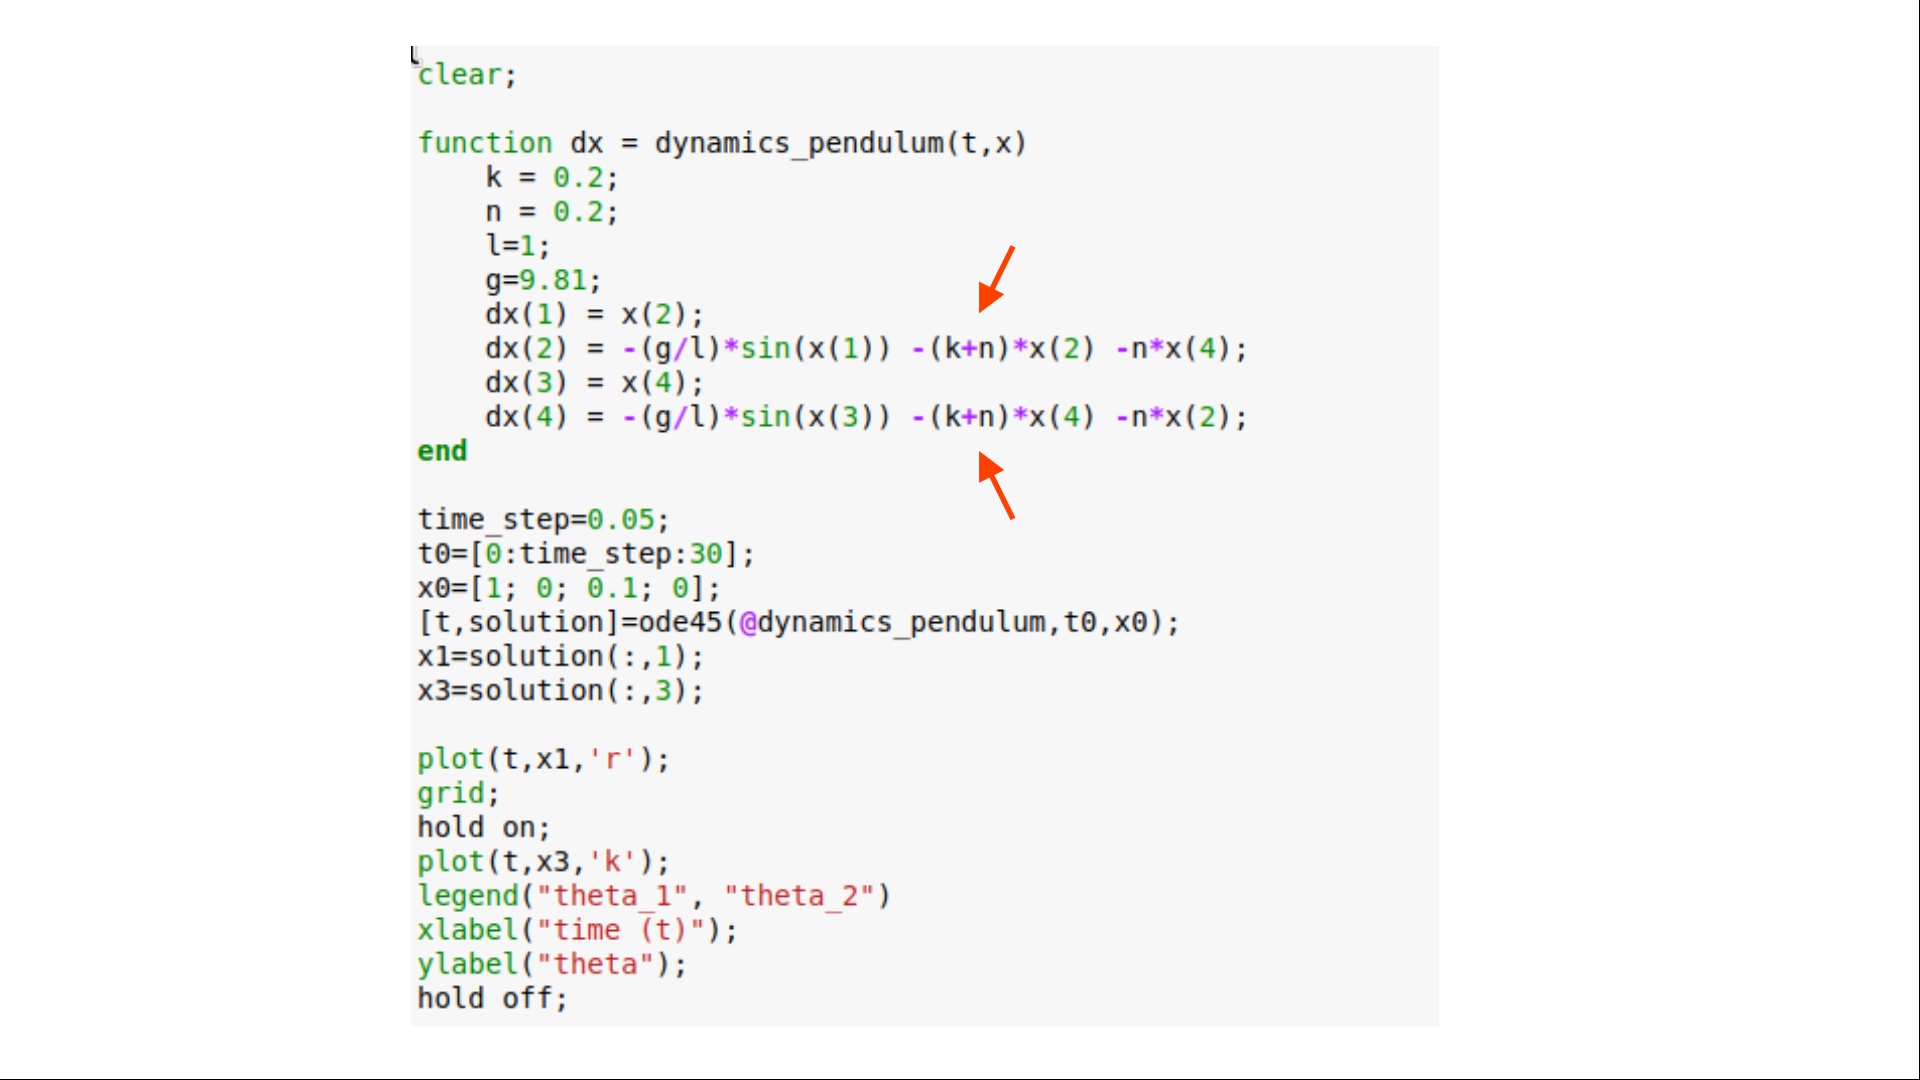 clear;
function dx = dynamics_pendulum(t,x)
k = 0.2;
n = 0.2;
l=1;
g=9.81;
dx(1) = x(2);
dx(2) = -(g/l)*sin(x(1)) -(k+n)*x(2) -n*x(4);
dx(3) = x(4);
dx(4) = -(g/l)*sin(x(3)) -(k+n)*x(4) -n*x(2);
end
time_step=0.05;
t0=[0:time_step:30];
x0=[1; 0; 0.1; 0];
[t,solution]=ode45(@dynamics_pendulum,t0,x0);
x1=solution(:,1);
x3=solution(:,3);
plot(t,x1,'r');
grid;
hold on;
plot(t,x3,'k');
legend("theta_1", "theta_2")
xlabel("time (t)");
ylabel("theta");
hold off;